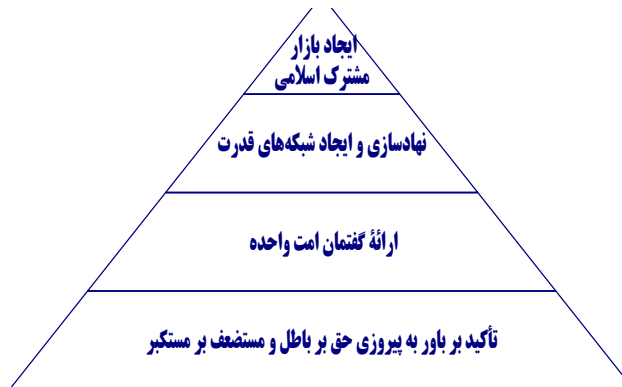 ایجاد بازار
مشترک اسلامی
نهادسازی و ایجاد شبکه‌های قدرت
ارائۀ گفتمان امت واحده
تأکید بر باور به پیروزی حق بر باطل و مستضعف بر مستکبر